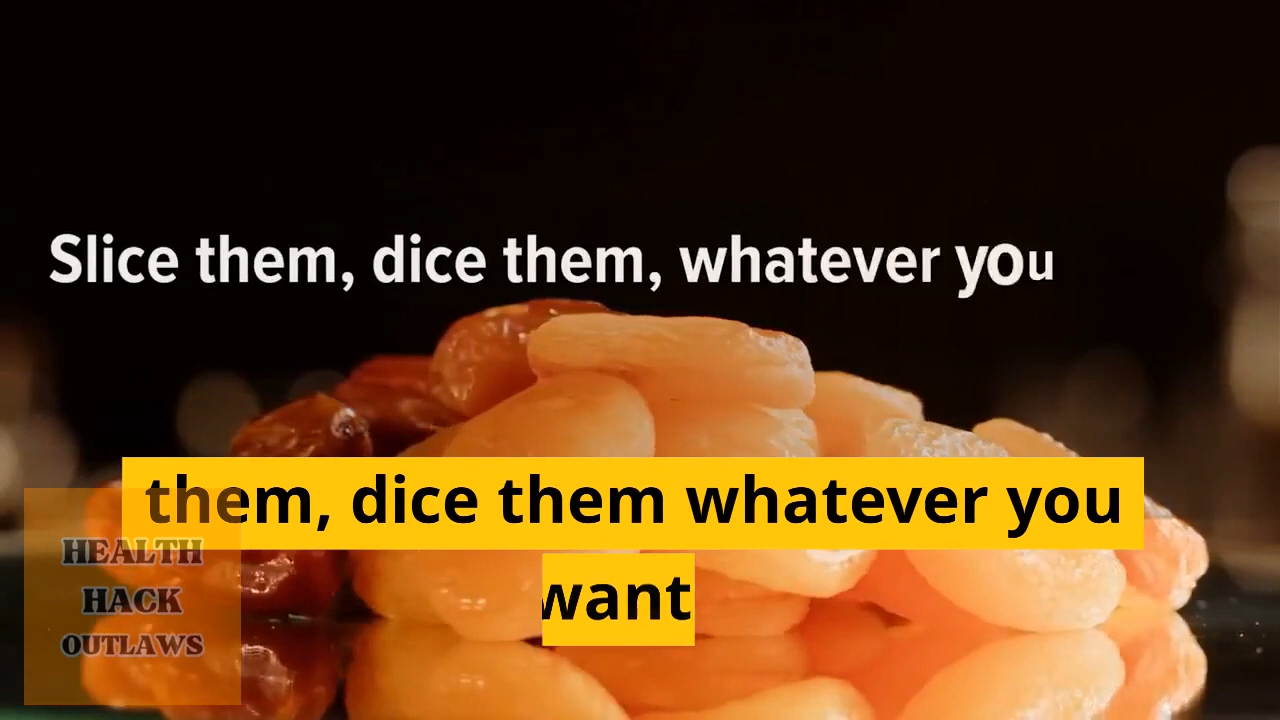 Slice them, dice them, whatever you
them, dice them whatever you
want
HEALTH
HACK
OUTLAWS